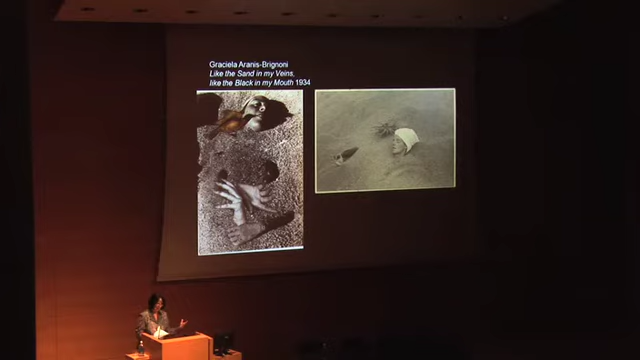 Graciela Aranis-Brignoni
Like the Sand in my Veins,
like the Black in my Mouth 1934